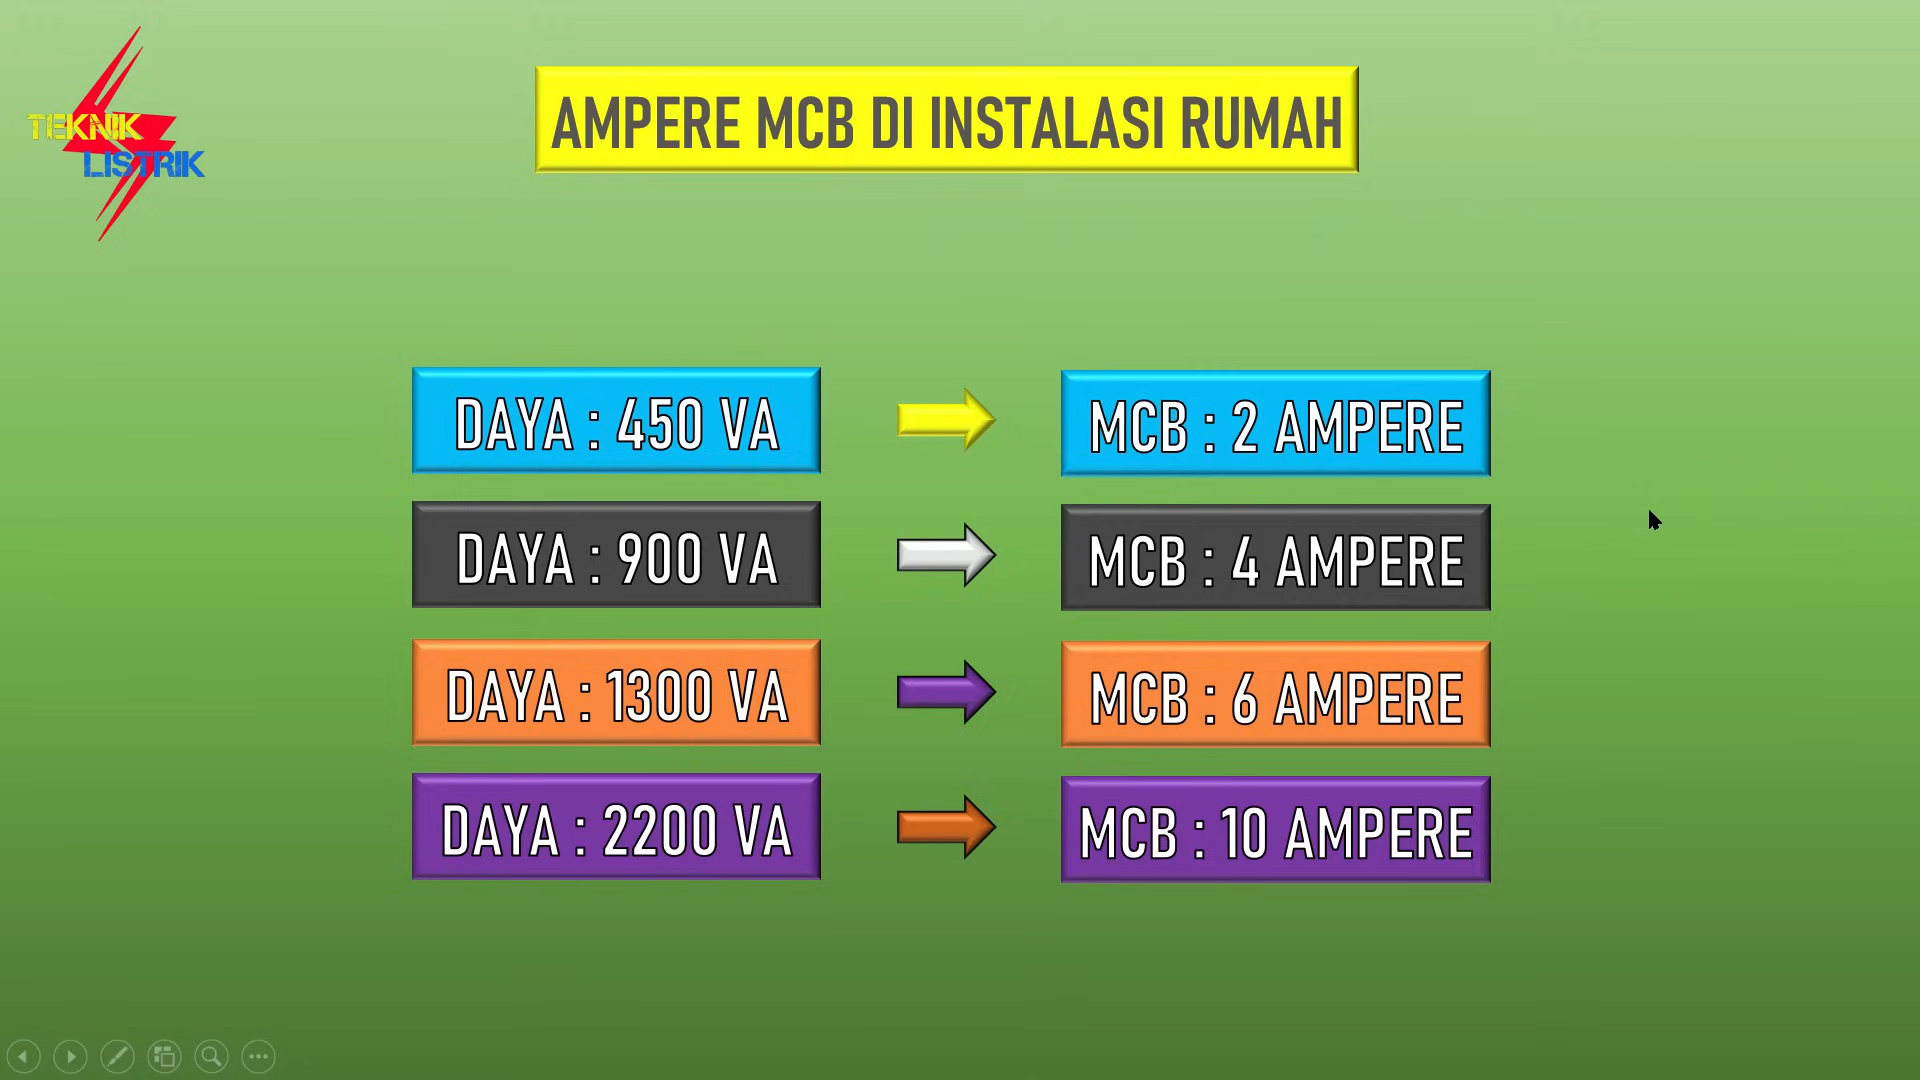 TEKNIK
LISTRIK
AMPERE MCB DI INSTALASI RUMAH
DAYA : 450 VA
MCB : 2 AMPERE
DAYA : 900 VA
MCB : 4 AMPERE
DAYA : 1300 VA
MCB : 6 AMPERE
DAYA : 2200 VA
MCB : 10 AMPERE